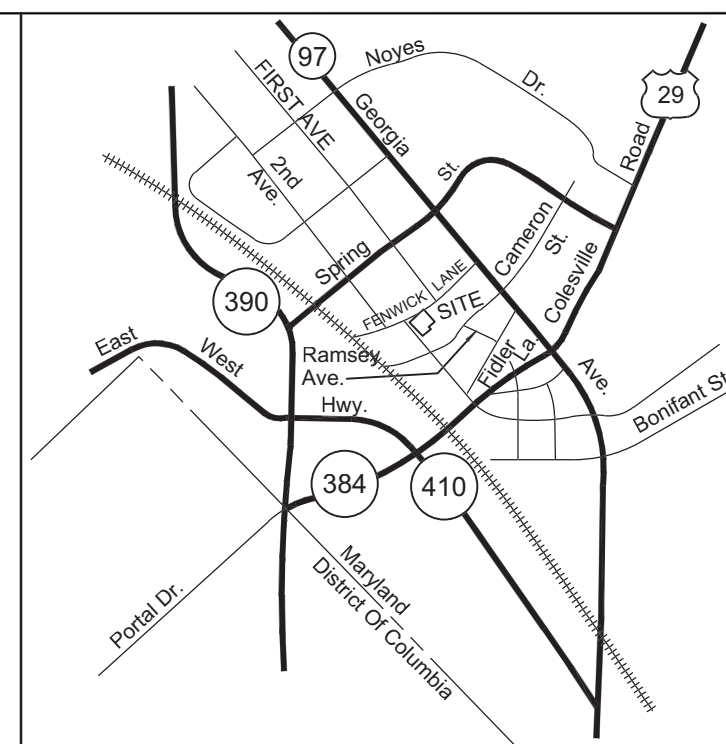 97
Noyes
Dr.
29
FIRST AVE
Georgia
Road
2nd
Ave.
St.
Spring
Cameron
St.
Colesville
390
FENWICK LANE
SITE
East
West
Hwy.
Ramsey
Ave.
Fidler
La.
Ave.
Bonifant St
384
410
Maryland
District Of Columbia
Portal Dr.